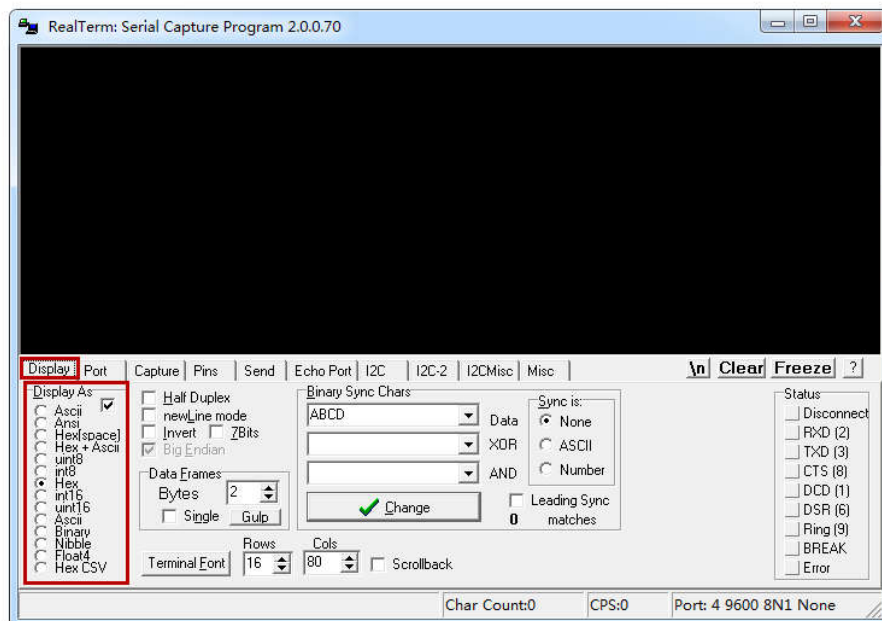 RealTerm: Serial Capture Program 2.0.0.70
Display Port Capture Pins Send Echo Port I2C I2C-2 I2CMisc Misc \n Clear Freeze ?
Display As
Ascii
Ansi
Hex[space]
Hex + Ascii
uint8
int8
Hex
int16
uint16
Ascii
Binary
Nibble
Float4
Hex CSV
Half Duplex
newLine mode
Invert 7Bits
Big Endian
Data Frames
Bytes 2
Single Gulp
Terminal Font
Rows
16
Cols
80
Scrollback
Binary Sync Chars
ABCD
Data
XOR
AND
Change
Sync is:
None
ASCII
Number
Leading Sync
0 matches
Status
Disconnect
RXD (2)
TXD (3)
CTS (8)
DCD (1)
DSR (6)
Ring (9)
BREAK
Error
Char Count:0 CPS:0 Port: 4 9600 8N1 None